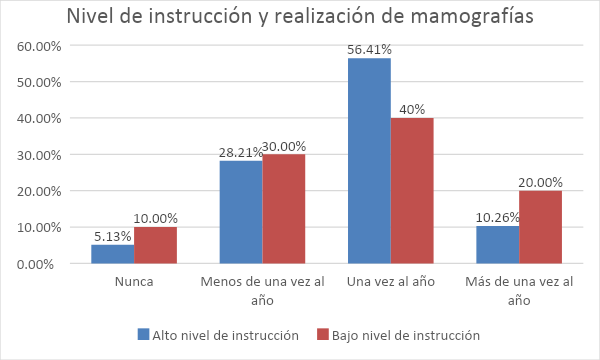 Nivel de instrucción y realización de mamografías
60.00%
50.00%
40.00%
30.00%
20.00%
10.00%
0.00%
5.13%
10.00%
28.21%
30.00%
56.41%
40%
10.26%
20.00%
Nunca
Menos de una vez al
año
Una vez al año
Más de una vez al
año
Alto nivel de instrucción
Bajo nivel de instrucción